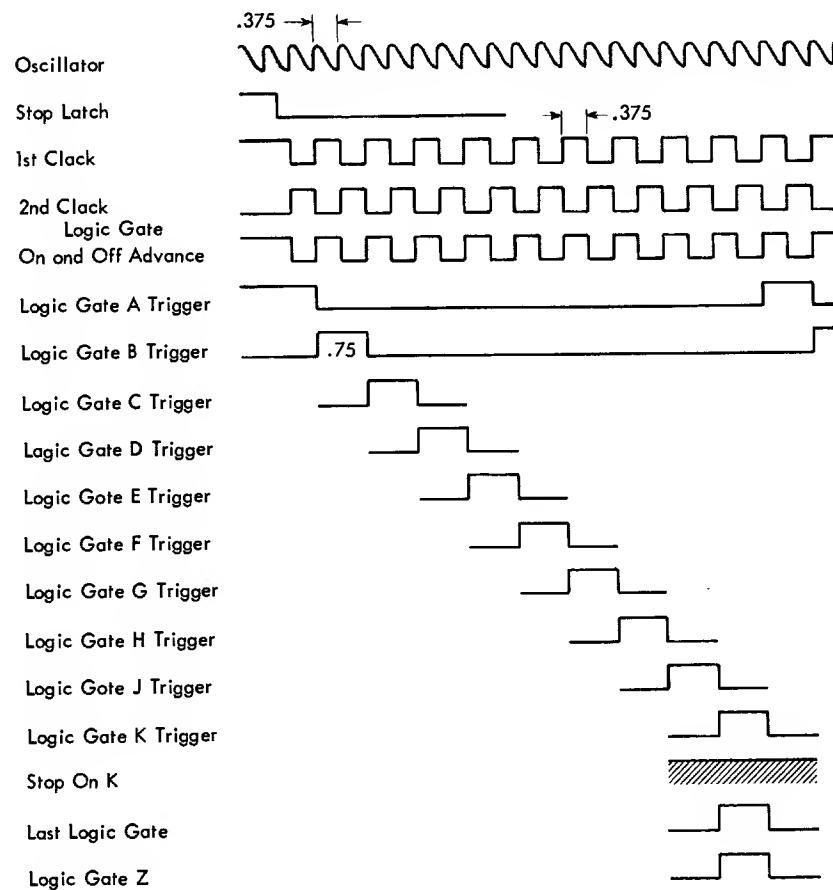 .375
Oscillator
Stop Latch
.375
1st Clack
2nd Clack
Logic Gate
On ond Off Advance
Logic Gate A Trigger
Logic Gate B Trigger
.75
Logic Gate C Trigger
Lagic Gate D Trigger
Logic Gote E Trigger
Logic Gate F Trigger
Logic Gate G Trigger
Logic Gate H Trigger
Logic Gote J Trigger
Logic Gate K Trigger
Stop On K
Last Logic Gate
Logic Gate Z